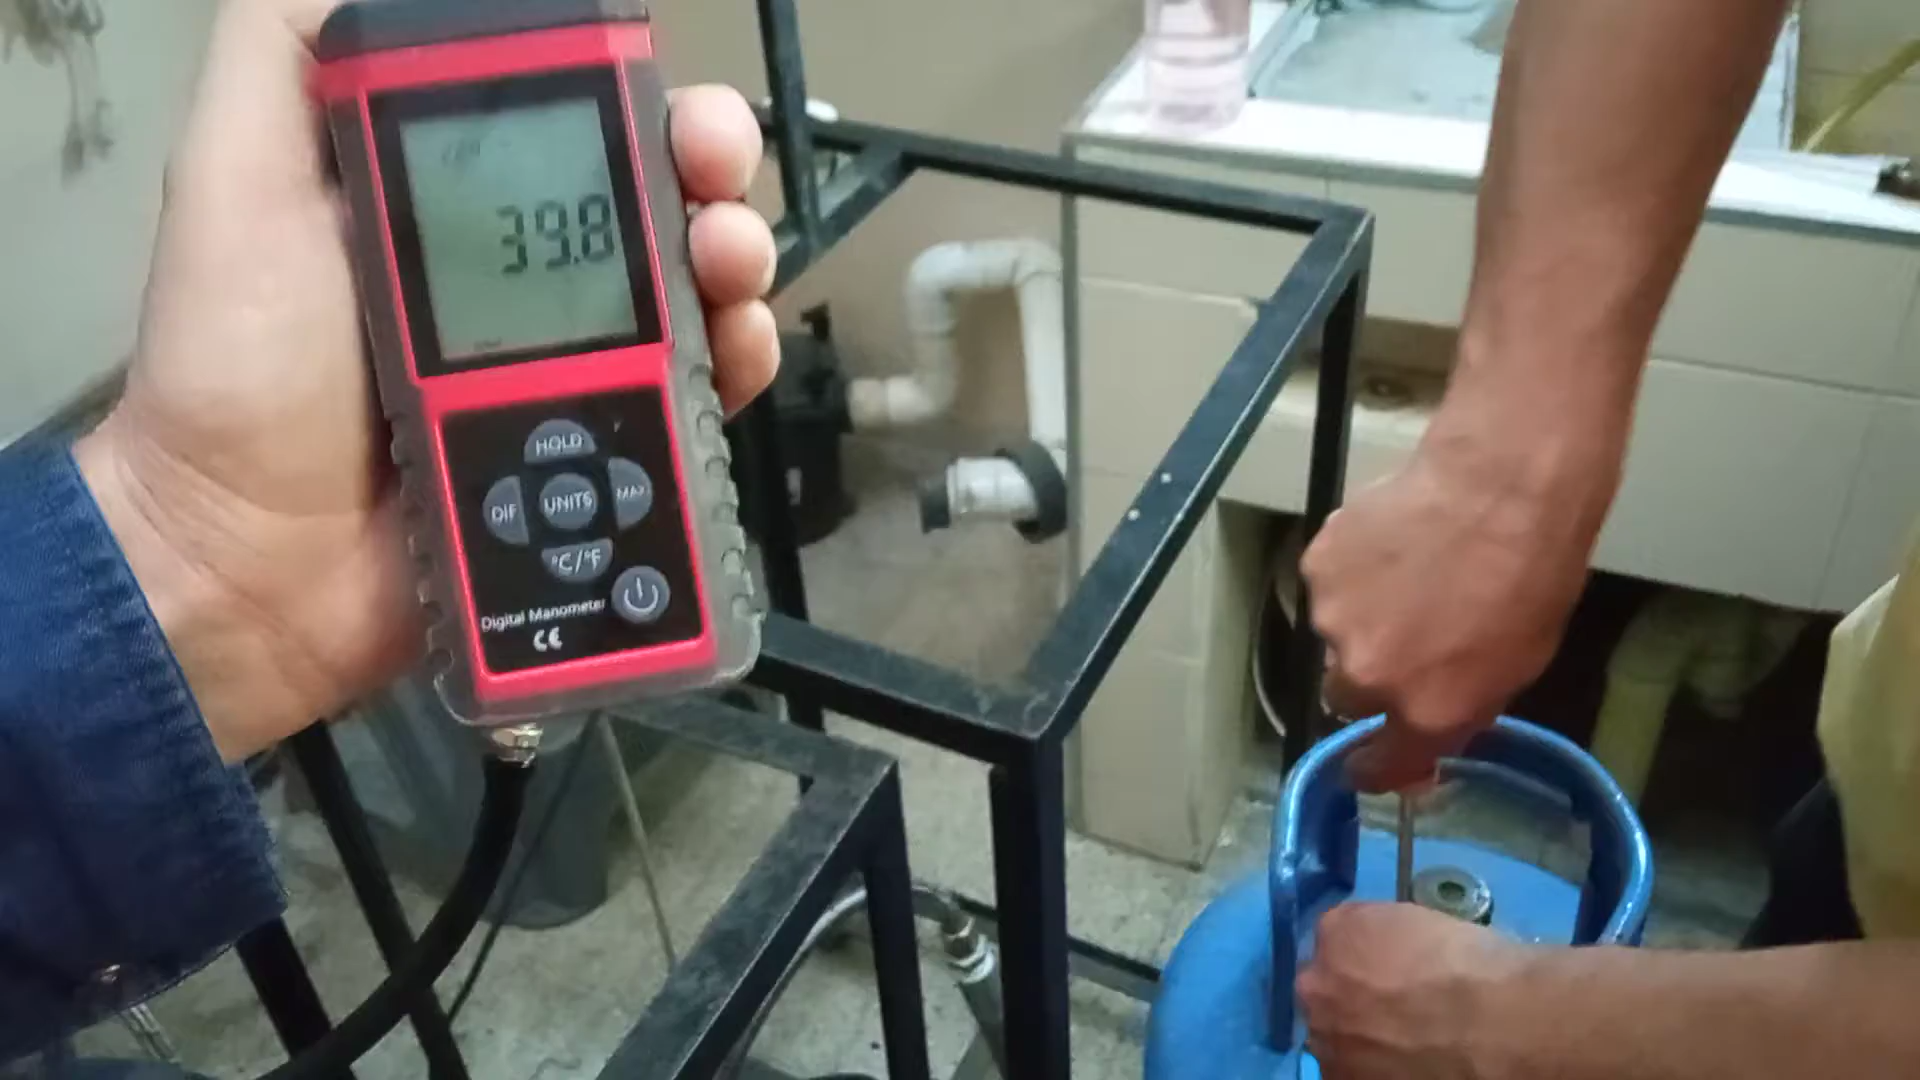 39.8
HOLD
DIF
UNITS
MAX
°C/°F
Digital Manometer
CE